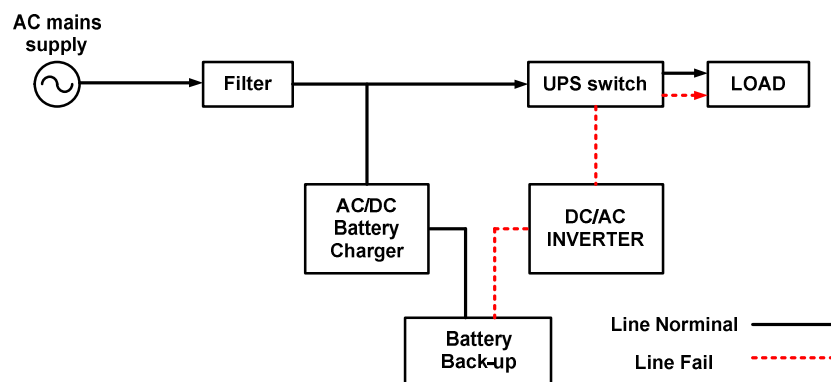 AC mains
supply
Filter
UPS switch
LOAD
AC/DC
Battery
Charger
DC/AC
INVERTER
Battery
Back-up
Line Norminal
Line Fail